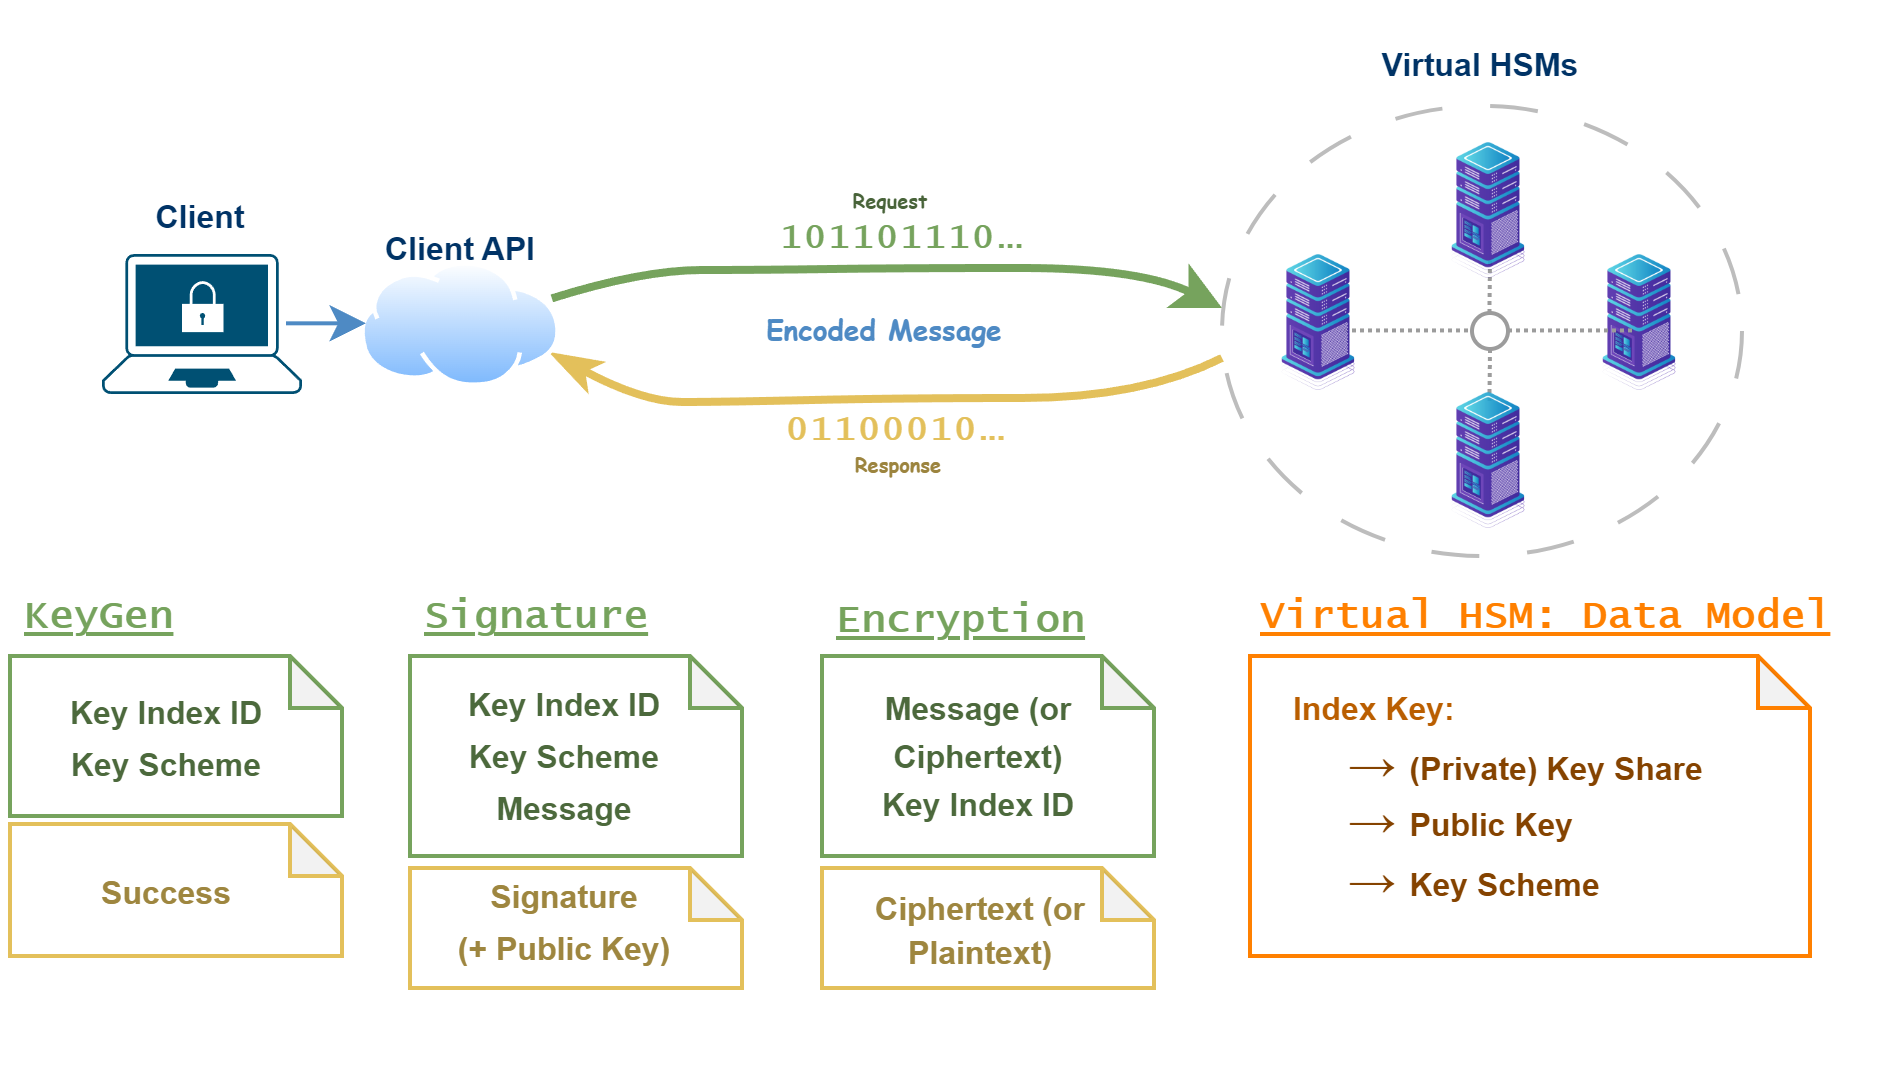 Virtual HSMs
Client
Client API
Request
101101110...
Encoded Message
01100010...
Response
KeyGen
Key Index ID
Key Scheme
Success
Signature
Key Index ID
Key Scheme
Message
Signature
(+ Public Key)
Encryption
Message (or
Ciphertext)
Key Index ID
Ciphertext (or
Plaintext)
Virtual HSM: Data Model
Index Key:
→ (Private) Key Share
→ Public Key
→ Key Scheme